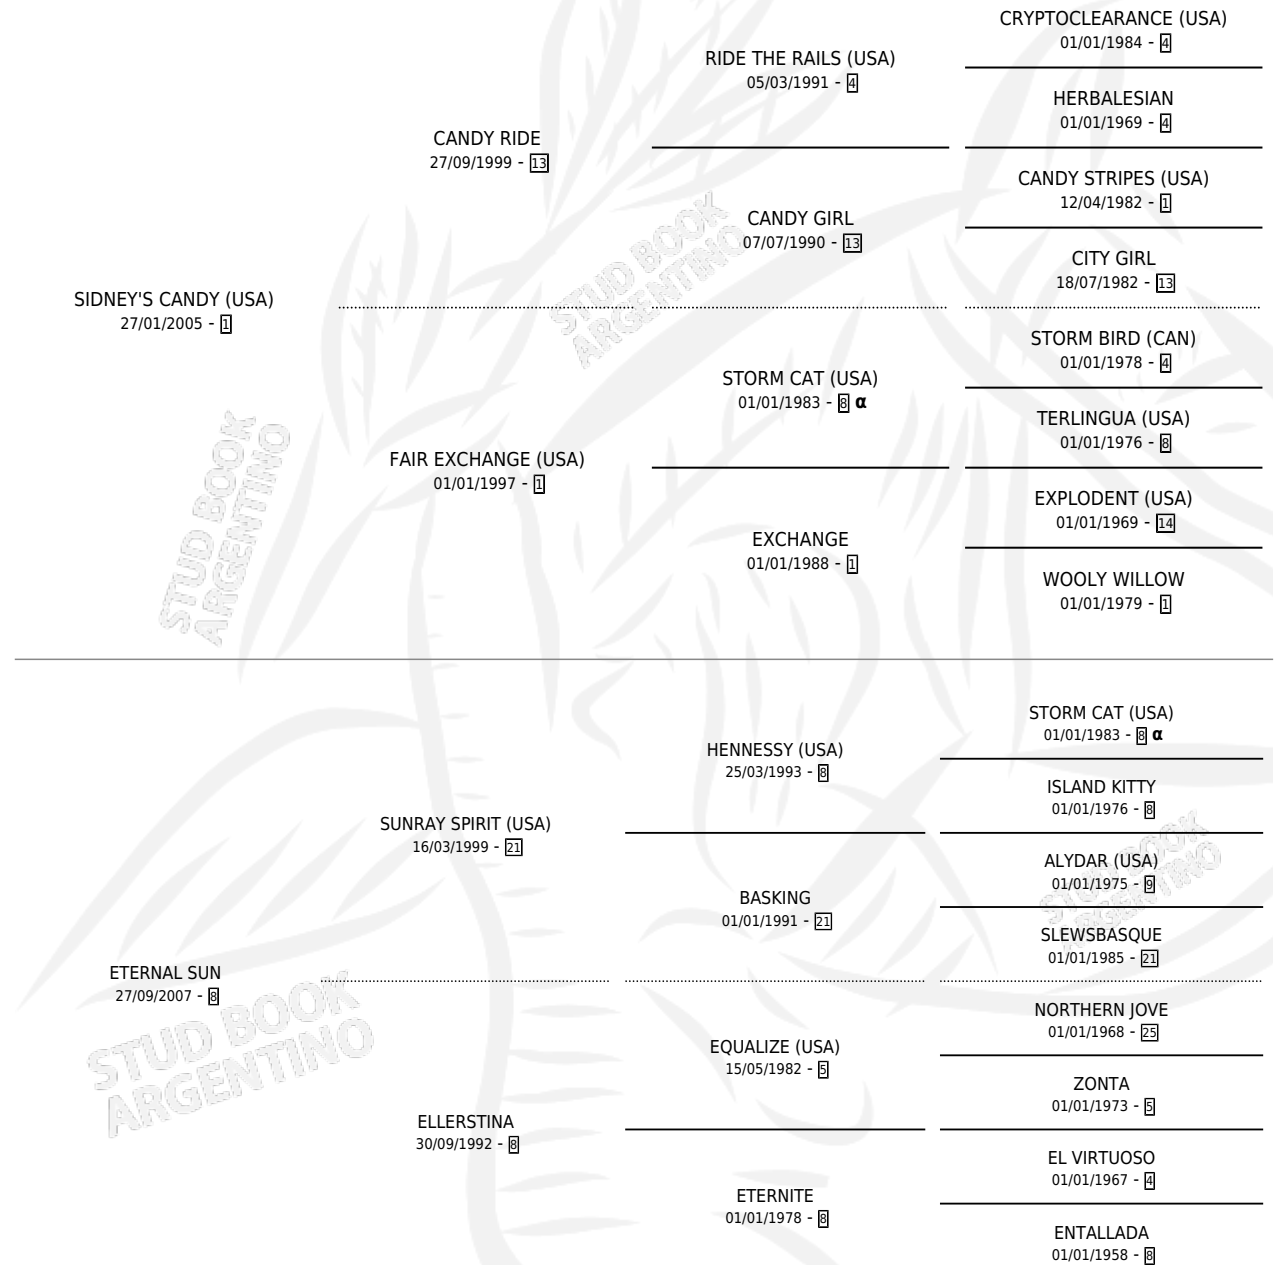 CRYPTOCLEARANCE (USA)
01/01/1984 - 4
RIDE THE RAILS (USA)
05/03/1991 - 4
HERBALESIAN
01/01/1969 - 4
CANDY RIDE
27/09/1999 - 13
CANDY STRIPES (USA)
12/04/1982 - 1
CANDY GIRL
07/07/1990 - 13
CITY GIRL
18/07/1982 - 13
SIDNEY'S CANDY (USA)
27/01/2005 - 1
STORM BIRD (CAN)
01/01/1978 - 4
STORM CAT (USA)
01/01/1983 - 8 α
TERLINGUA (USA)
01/01/1976 - 8
FAIR EXCHANGE (USA)
01/01/1997 - 1
EXPLODENT (USA)
01/01/1969 - 14
EXCHANGE
01/01/1988 - 1
WOOLY WILLOW
01/01/1979 - 1
STORM CAT (USA)
01/01/1983 - 8 α
HENNESSY (USA)
25/03/1993 - 8
ISLAND KITTY
01/01/1976 - 8
SUNRAY SPIRIT (USA)
16/03/1999 - 21
ALYDAR (USA)
01/01/1975 - 9
BASKING
01/01/1991 - 21
SLEWSBASQUE
01/01/1985 - 21
ETERNAL SUN
27/09/2007 - 8
NORTHERN JOVE
01/01/1968 - 25
EQUALIZE (USA)
15/05/1982 - 5
ZONTA
01/01/1973 - 5
ELLERSTINA
30/09/1992 - 8
EL VIRTUOSO
01/01/1967 - 4
ETERNITE
01/01/1978 - 8
ENTALLADA
01/01/1958 - 8
STUD BOOK
ARGENTINO
STUD BOOK
ARGENTINO
STUD BOOK
ARGENTINO
STUD BOOK
ARGENTINO